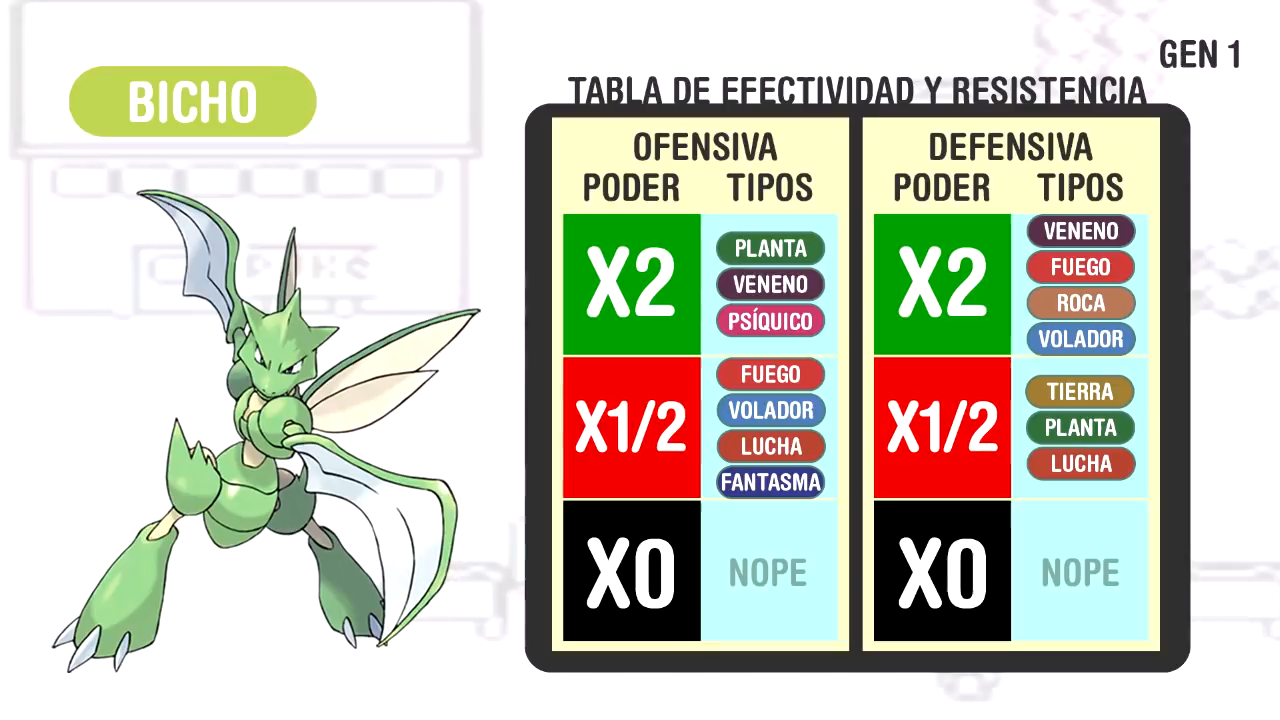 GEN 1
BICHO
TABLA DE EFECTIVIDAD Y RESISTENCIA
OFENSIVA
PODER TIPOS
X2
PLANTA
VENENO
PSÍQUICO
X1/2
FUEGO
VOLADOR
LUCHA
FANTASMA
X0
NOPE
DEFENSIVA
PODER TIPOS
X2
VENENO
FUEGO
ROCA
VOLADOR
X1/2
TIERRA
PLANTA
LUCHA
X0
NOPE